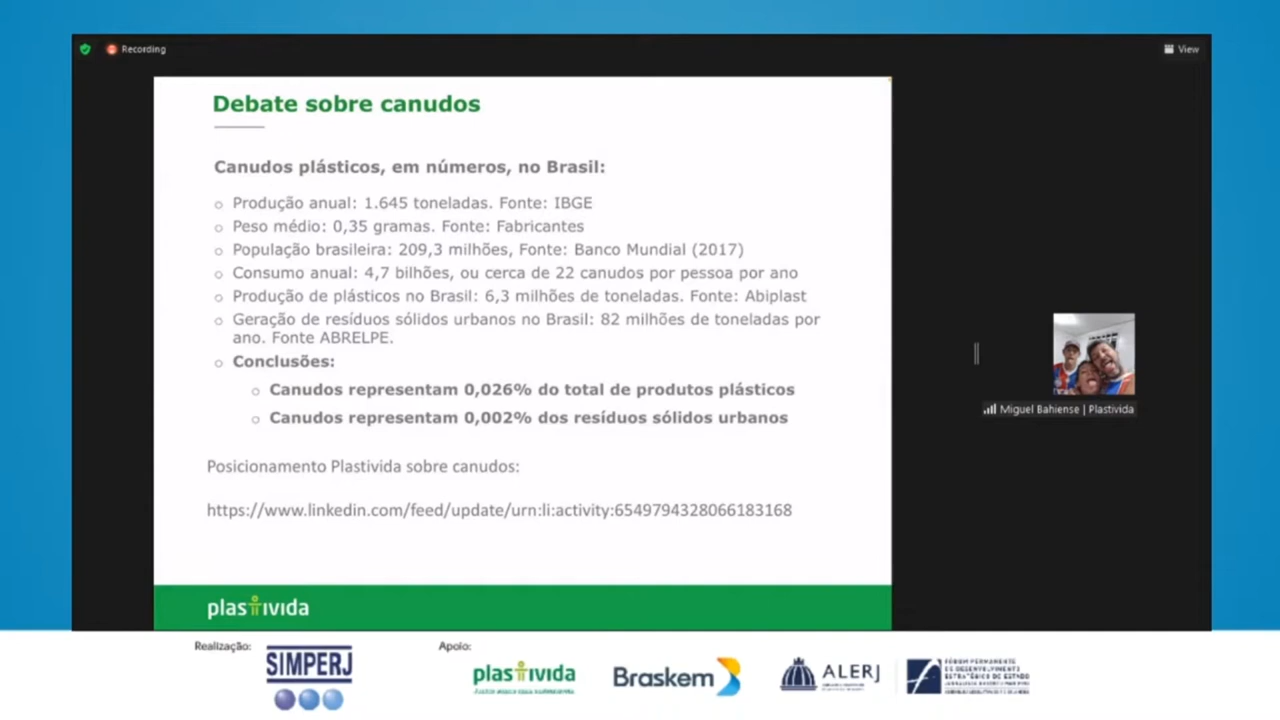 Recording
View
Debate sobre canudos
Canudos plásticos, em números, no Brasil:
Produção anual: 1.645 toneladas. Fonte: IBGE
Peso médio: 0,35 gramas. Fonte: Fabricantes
População brasileira: 209,3 milhões, Fonte: Banco Mundial (2017)
Consumo anual: 4,7 bilhões, ou cerca de 22 canudos por pessoa por ano
Produção de plásticos no Brasil: 6,3 milhões de toneladas. Fonte: Abiplast
Geração de resíduos sólidos urbanos no Brasil: 82 milhões de toneladas por
ano. Fonte ABRELPE.
Conclusões:
Canudos representam 0,026% do total de produtos plásticos
Canudos representam 0,002% dos resíduos sólidos urbanos
Posicionamento Plastivida sobre canudos:
https://www.linkedin.com/feed/update/urn:li:activity:6549794328066183168
Miguel Bahiense | Plastivida
plastivida
Realização:
SIMPERJ
Apoio:
plastivida
Braskem
ALERJ
FÓRUM PERMANENTE
DE DESENVOLVIMENTO
ESTRATÉGICO DO ESTADO